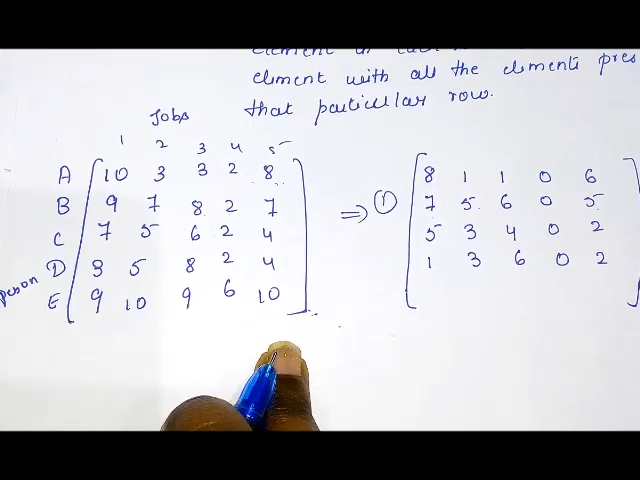 element with all the elements pres
that particular row.
Jobs
1 2 3 4 5
A 10 3 3 2 8
B 9 7 8 2 7
C 7 5 6 2 4
D 3 5 8 2 4
E 9 10 9 6 10
person
⇒ ①
8 1 1 0 6
7 5 6 0 5
5 3 4 0 2
1 3 6 0 2